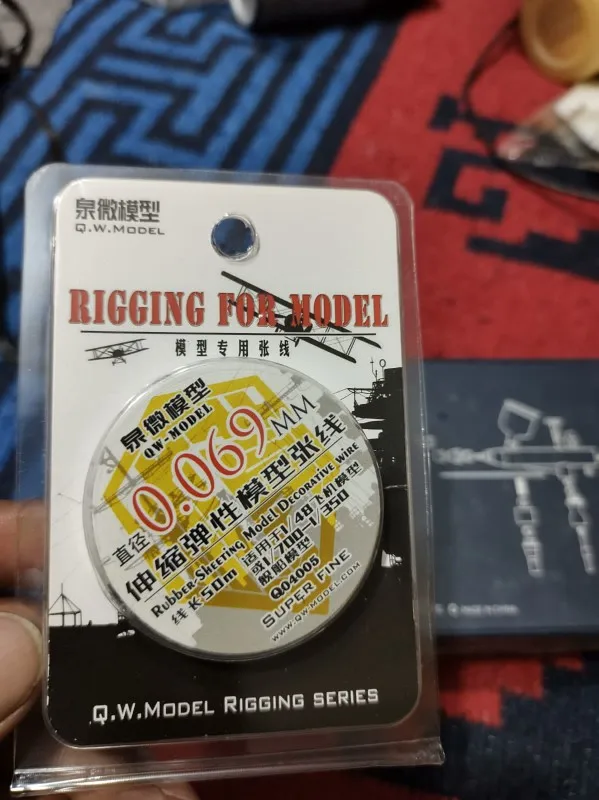 泉微模型
Q.W.MODEL
RIGGING FOR MODEL
模型专用张线
泉微模型
QW-MODEL
直径 0.069 MM
伸缩弹性模型张线
Rubber-Sheeting Model Decorative wire
线长50m
适用于1/48飞机模型
或1/700-1/350
舰船模型
Q04005
SUPER FINE
www.qw-model.com
Q.W.MODEL RIGGING SERIES
MADE IN CHINA